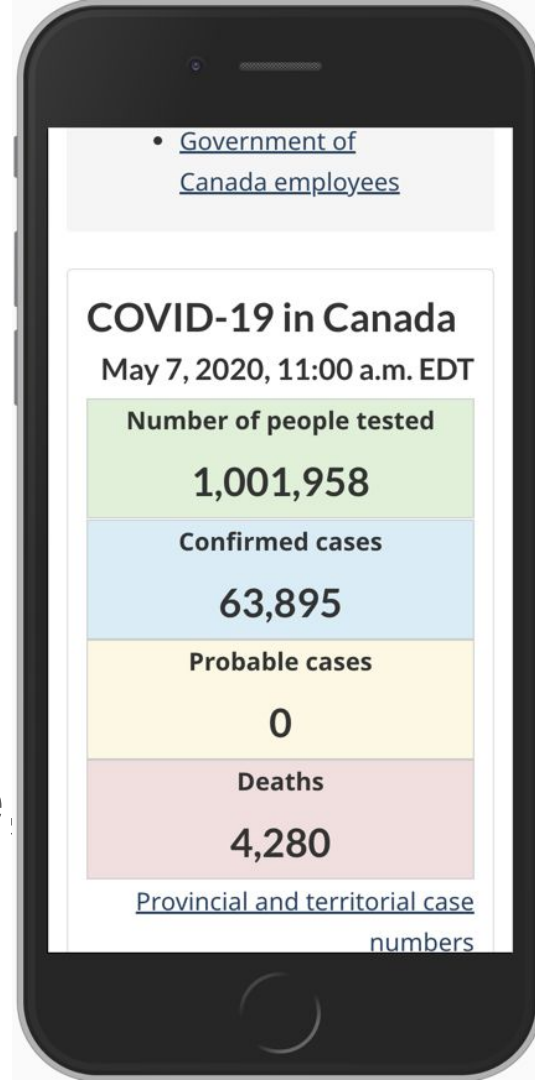 Government of
Canada employees
COVID-19 in Canada
May 7, 2020, 11:00 a.m. EDT
Number of people tested
1,001,958
Confirmed cases
63,895
Probable cases
0
Deaths
4,280
Provincial and territorial case
numbers